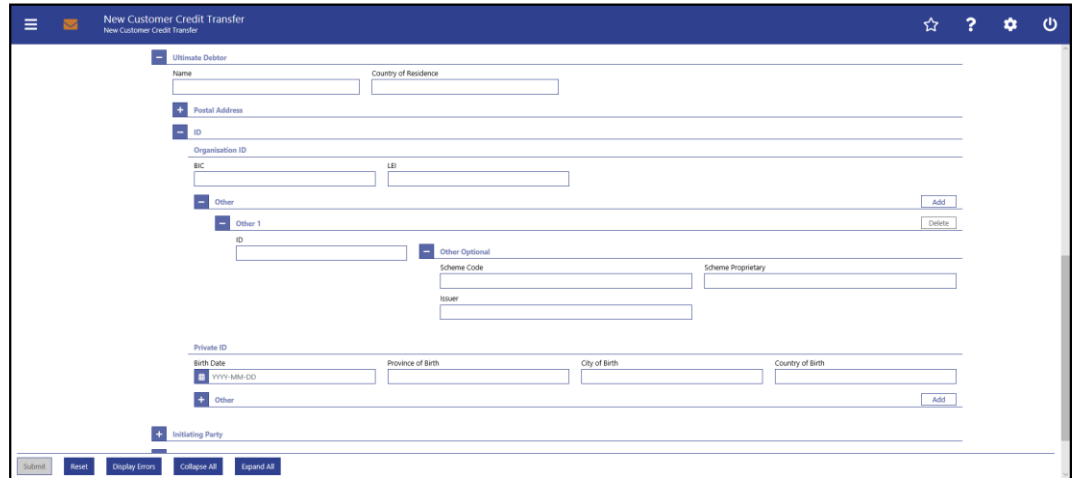 New Customer Credit Transfer
New Customer Credit Transfer
?
Ultimate Debtor
Name Country of Residence
Postal Address
ID
Organisation ID
BIC LEI
Other Add
Other 1 Delete
ID Other Optional
Scheme Code Scheme Proprietary
Issuer
Private ID
Birth Date Province of Birth City of Birth Country of Birth
YYYY-MM-DD
Other Add
Initiating Party
Submit Reset Display Errors Collapse All Expand All